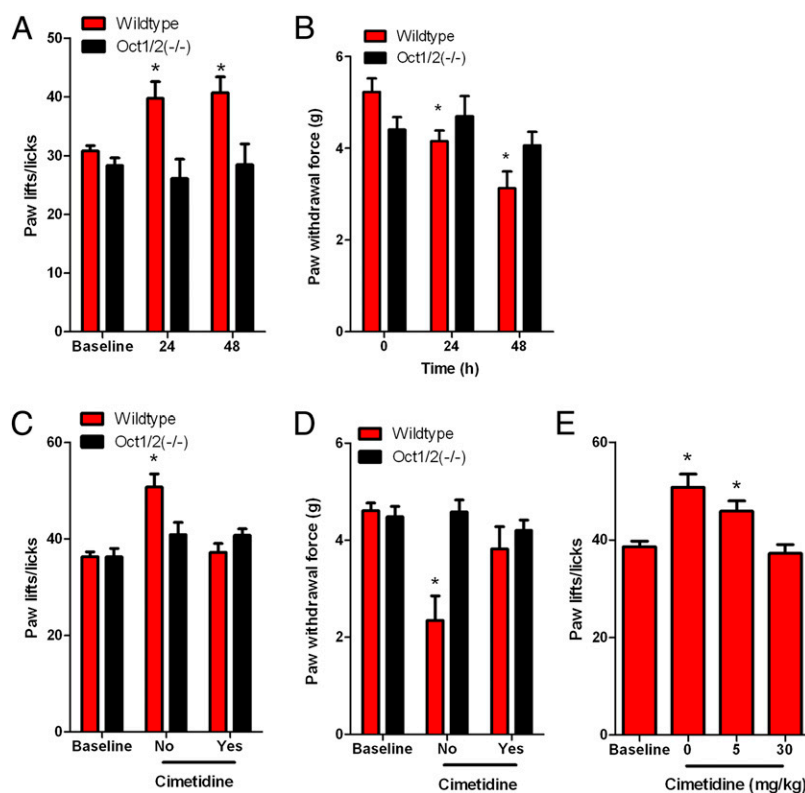 A
Wildtype
Oct1/2(-/-)
Paw lifts/licks
50
40
30
20
10
0
*
*
Baseline
24
48
B
Wildtype
Oct1/2(-/-)
Paw withdrawal force (g)
6
4
2
0
*
*
0
24
48
Time (h)
C
Wildtype
Oct1/2(-/-)
Paw lifts/licks
60
40
20
0
*
Baseline
No
Yes
Cimetidine
D
Wildtype
Oct1/2(-/-)
Paw withdrawal force (g)
6
4
2
0
*
Baseline
No
Yes
Cimetidine
E
Paw lifts/licks
60
40
20
0
*
*
Baseline
0
5
30
Cimetidine (mg/kg)